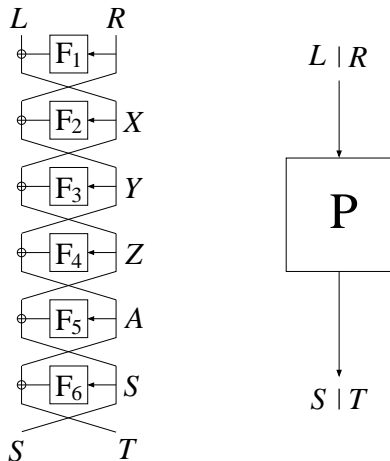 L R
F₁
F₂ X
F₃ Y
F₄ Z
F₅ A
F₆ S
S T
L | R
P
S | T